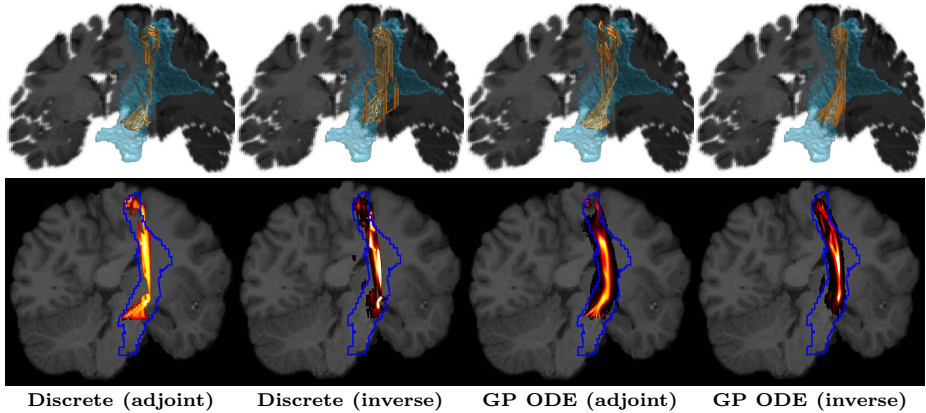 Discrete (adjoint) Discrete (inverse) GP ODE (adjoint) GP ODE (inverse)